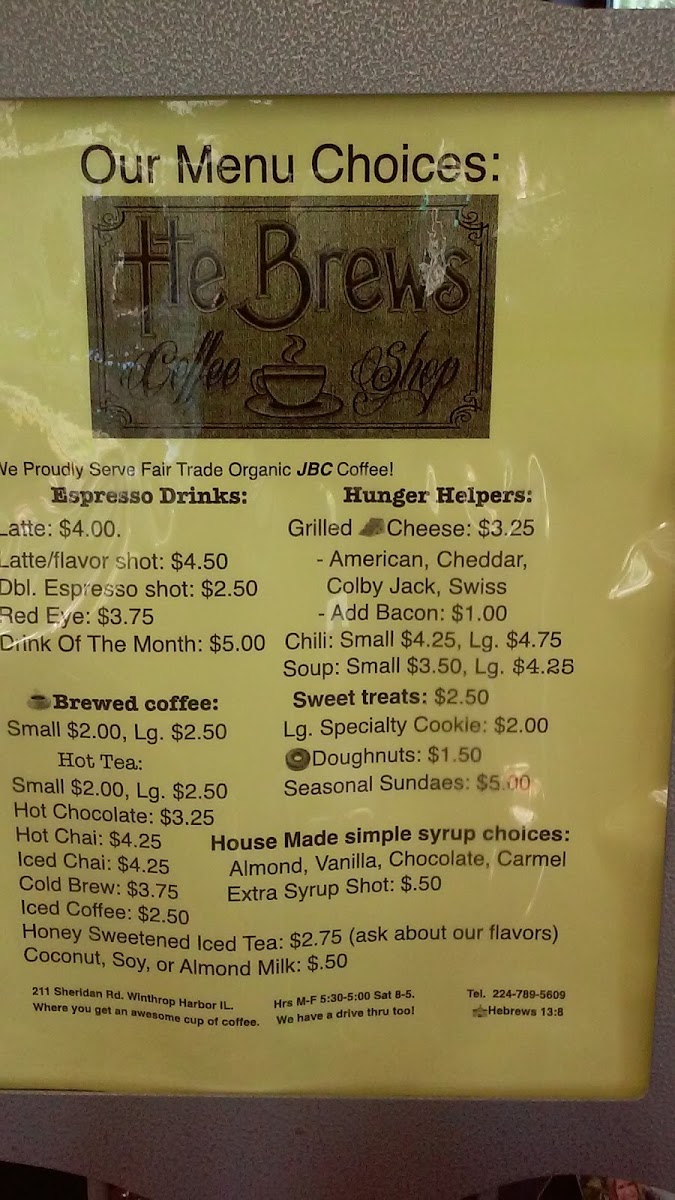 Our Menu Choices:
He Brews
Coffee Shop
We Proudly Serve Fair Trade Organic JBC Coffee!
Espresso Drinks:
Latte: $4.00.
Latte/flavor shot: $4.50
Dbl. Espresso shot: $2.50
Red Eye: $3.75
Drink Of The Month: $5.00
Brewed coffee:
Small $2.00, Lg. $2.50
Hot Tea:
Small $2.00, Lg. $2.50
Hot Chocolate: $3.25
Hot Chai: $4.25
Iced Chai: $4.25
Cold Brew: $3.75
Iced Coffee: $2.50
Honey Sweetened Iced Tea: $2.75 (ask about our flavors)
Coconut, Soy, or Almond Milk: $.50
Hunger Helpers:
Grilled Cheese: $3.25
- American, Cheddar,
Colby Jack, Swiss
- Add Bacon: $1.00
Chili: Small $4.25, Lg. $4.75
Soup: Small $3.50, Lg. $4.25
Sweet treats: $2.50
Lg. Specialty Cookie: $2.00
Doughnuts: $1.50
Seasonal Sundaes: $5.00
House Made simple syrup choices:
Almond, Vanilla, Chocolate, Carmel
Extra Syrup Shot: $.50
211 Sheridan Rd. Winthrop Harbor IL.
Where you get an awesome cup of coffee.
Hrs M-F 5:30-5:00 Sat 8-5.
We have a drive thru too!
Tel. 224-789-5609
Hebrews 13:8